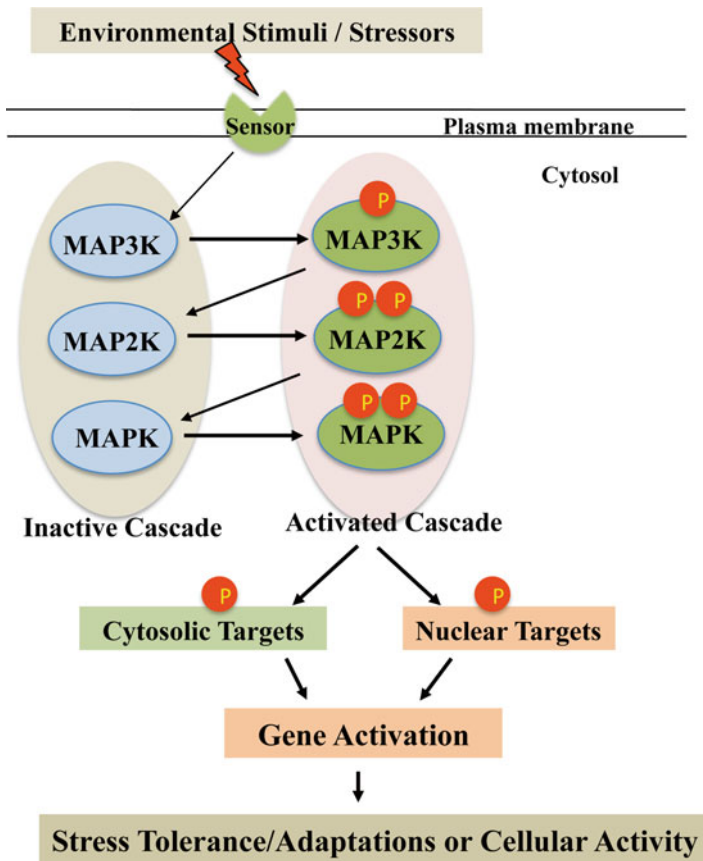 Environmental Stimuli / Stressors
Sensor
Plasma membrane
Cytosol
P
MAP3K
MAP3K
P P
MAP2K
MAP2K
P P
MAPK
MAPK
Inactive Cascade
Activated Cascade
P
P
Cytosolic Targets
Nuclear Targets
Gene Activation
Stress Tolerance/Adaptations or Cellular Activity